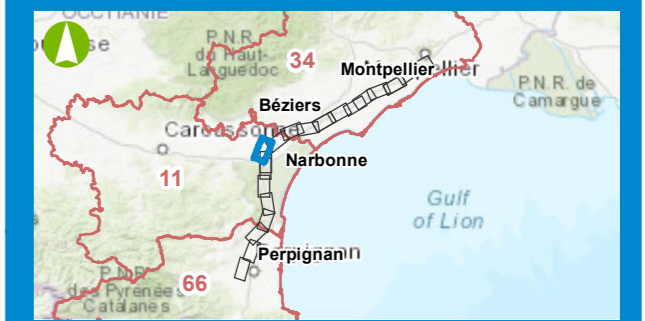 OCCITANIE
P.N.R.
du Haut-
Languedoc
34
Montpellier
P.N.R. de
Camargue
Béziers
Carcassonne
Narbonne
11
Gulf
of Lion
Perpignan
66
P.N.R.
des Pyrénées
Catalanes